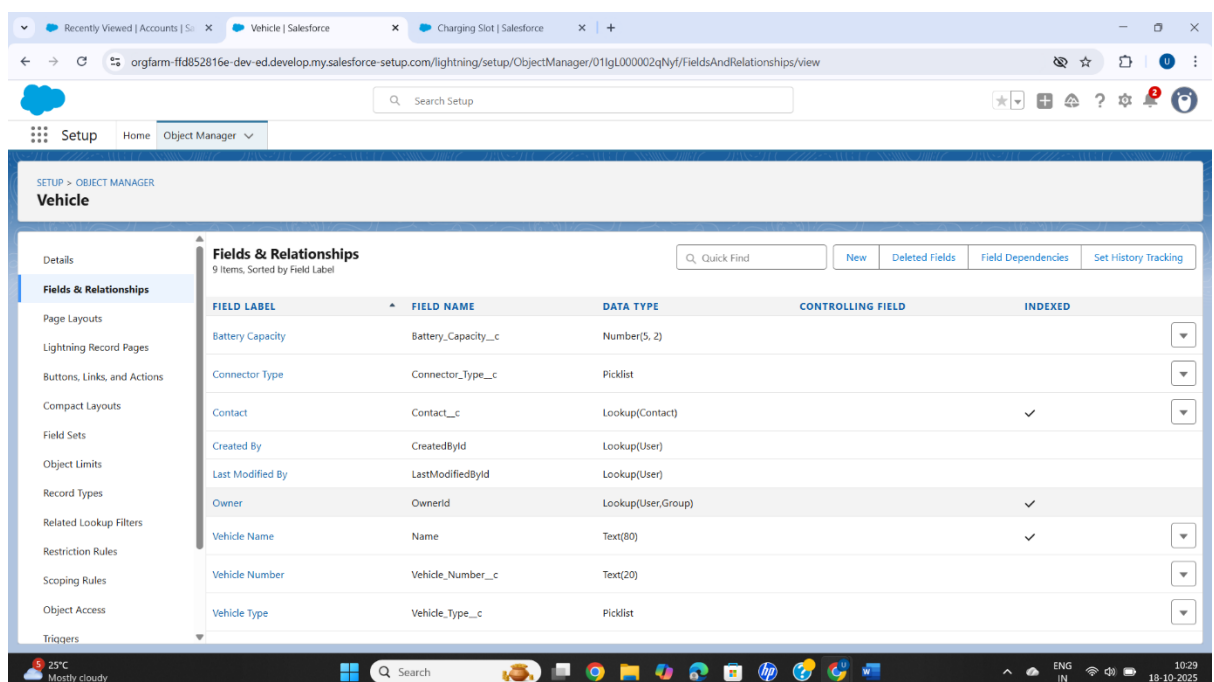 Recently Viewed | Accounts | Sa
Vehicle | Salesforce
Charging Slot | Salesforce
orgfarm-ffd852816e-dev-ed.develop.my.salesforce-setup.com/lightning/setup/ObjectManager/01IgL000002qNyf/FieldsAndRelationships/view
U
Search Setup
2
Setup
Home
Object Manager
SETUP > OBJECT MANAGER
Vehicle
Details
Fields & Relationships
Page Layouts
Lightning Record Pages
Buttons, Links, and Actions
Compact Layouts
Field Sets
Object Limits
Record Types
Related Lookup Filters
Restriction Rules
Scoping Rules
Object Access
Triggers
Fields & Relationships
9 Items, Sorted by Field Label
Quick Find
New
Deleted Fields
Field Dependencies
Set History Tracking
FIELD LABEL FIELD NAME DATA TYPE CONTROLLING FIELD INDEXED
Battery Capacity Battery_Capacity__c Number(5, 2)
Connector Type Connector_Type__c Picklist
Contact Contact__c Lookup(Contact)
Created By CreatedById Lookup(User)
Last Modified By LastModifiedById Lookup(User)
Owner OwnerId Lookup(User,Group)
Vehicle Name Name Text(80)
Vehicle Number Vehicle_Number__c Text(20)
Vehicle Type Vehicle_Type__c Picklist
5
25°C
Mostly cloudy
Search
hp
U
W
ENG
IN
10:29
18-10-2025